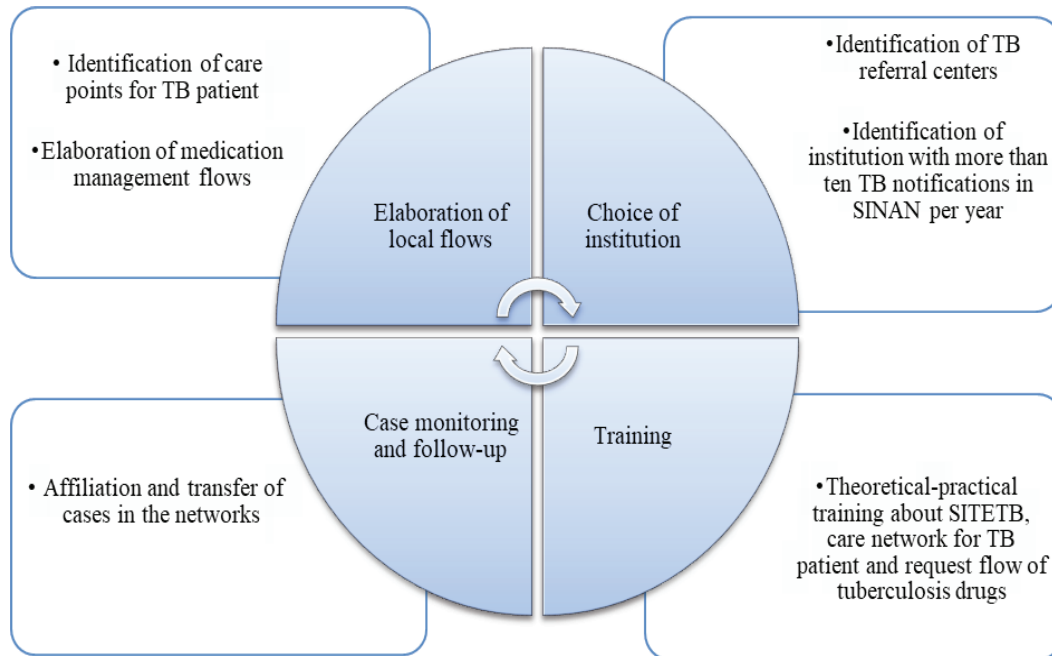 • Identification of care
points for TB patient
•Elaboration of medication
management flows
•Identification of TB
referral centers
•Identification of
institution with more than
ten TB notifications in
SINAN per year
Elaboration of
local flows
Choice of
institution
Case monitoring
and follow-up
Training
• Affiliation and transfer of
cases in the networks
•Theoretical-practical
training about SITETB,
care network for TB
patient and request flow of
tuberculosis drugs